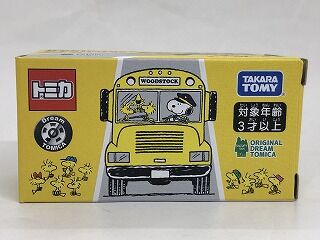 トミカ
WOODSTOCK
TAKARA
TOMY
Dream
TOMICA
対象年齢
3才以上
ORIGINAL
DREAM
TOMICA